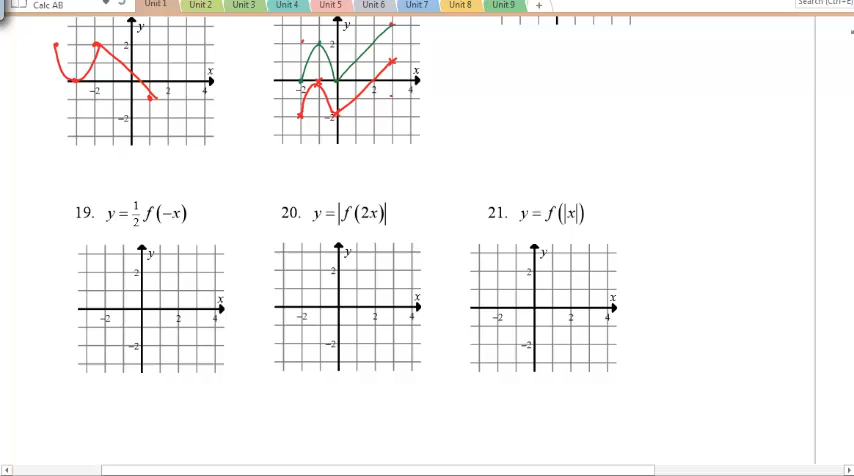 Calc AB Unit 1 Unit 2 Unit 3 Unit 4 Unit 5 Unit 6 Unit 7 Unit 8 Unit 9 + Search (Ctrl+E)
y y
2 2
x x
-2 2 4 -2 2 4
-2 -2
19. y = 1/2 f(-x) 20. y = |f(2x)| 21. y = f(|x|)
y y y
2 2 2
x x x
-2 2 4 -2 2 4 -2 2 4
-2 -2 -2